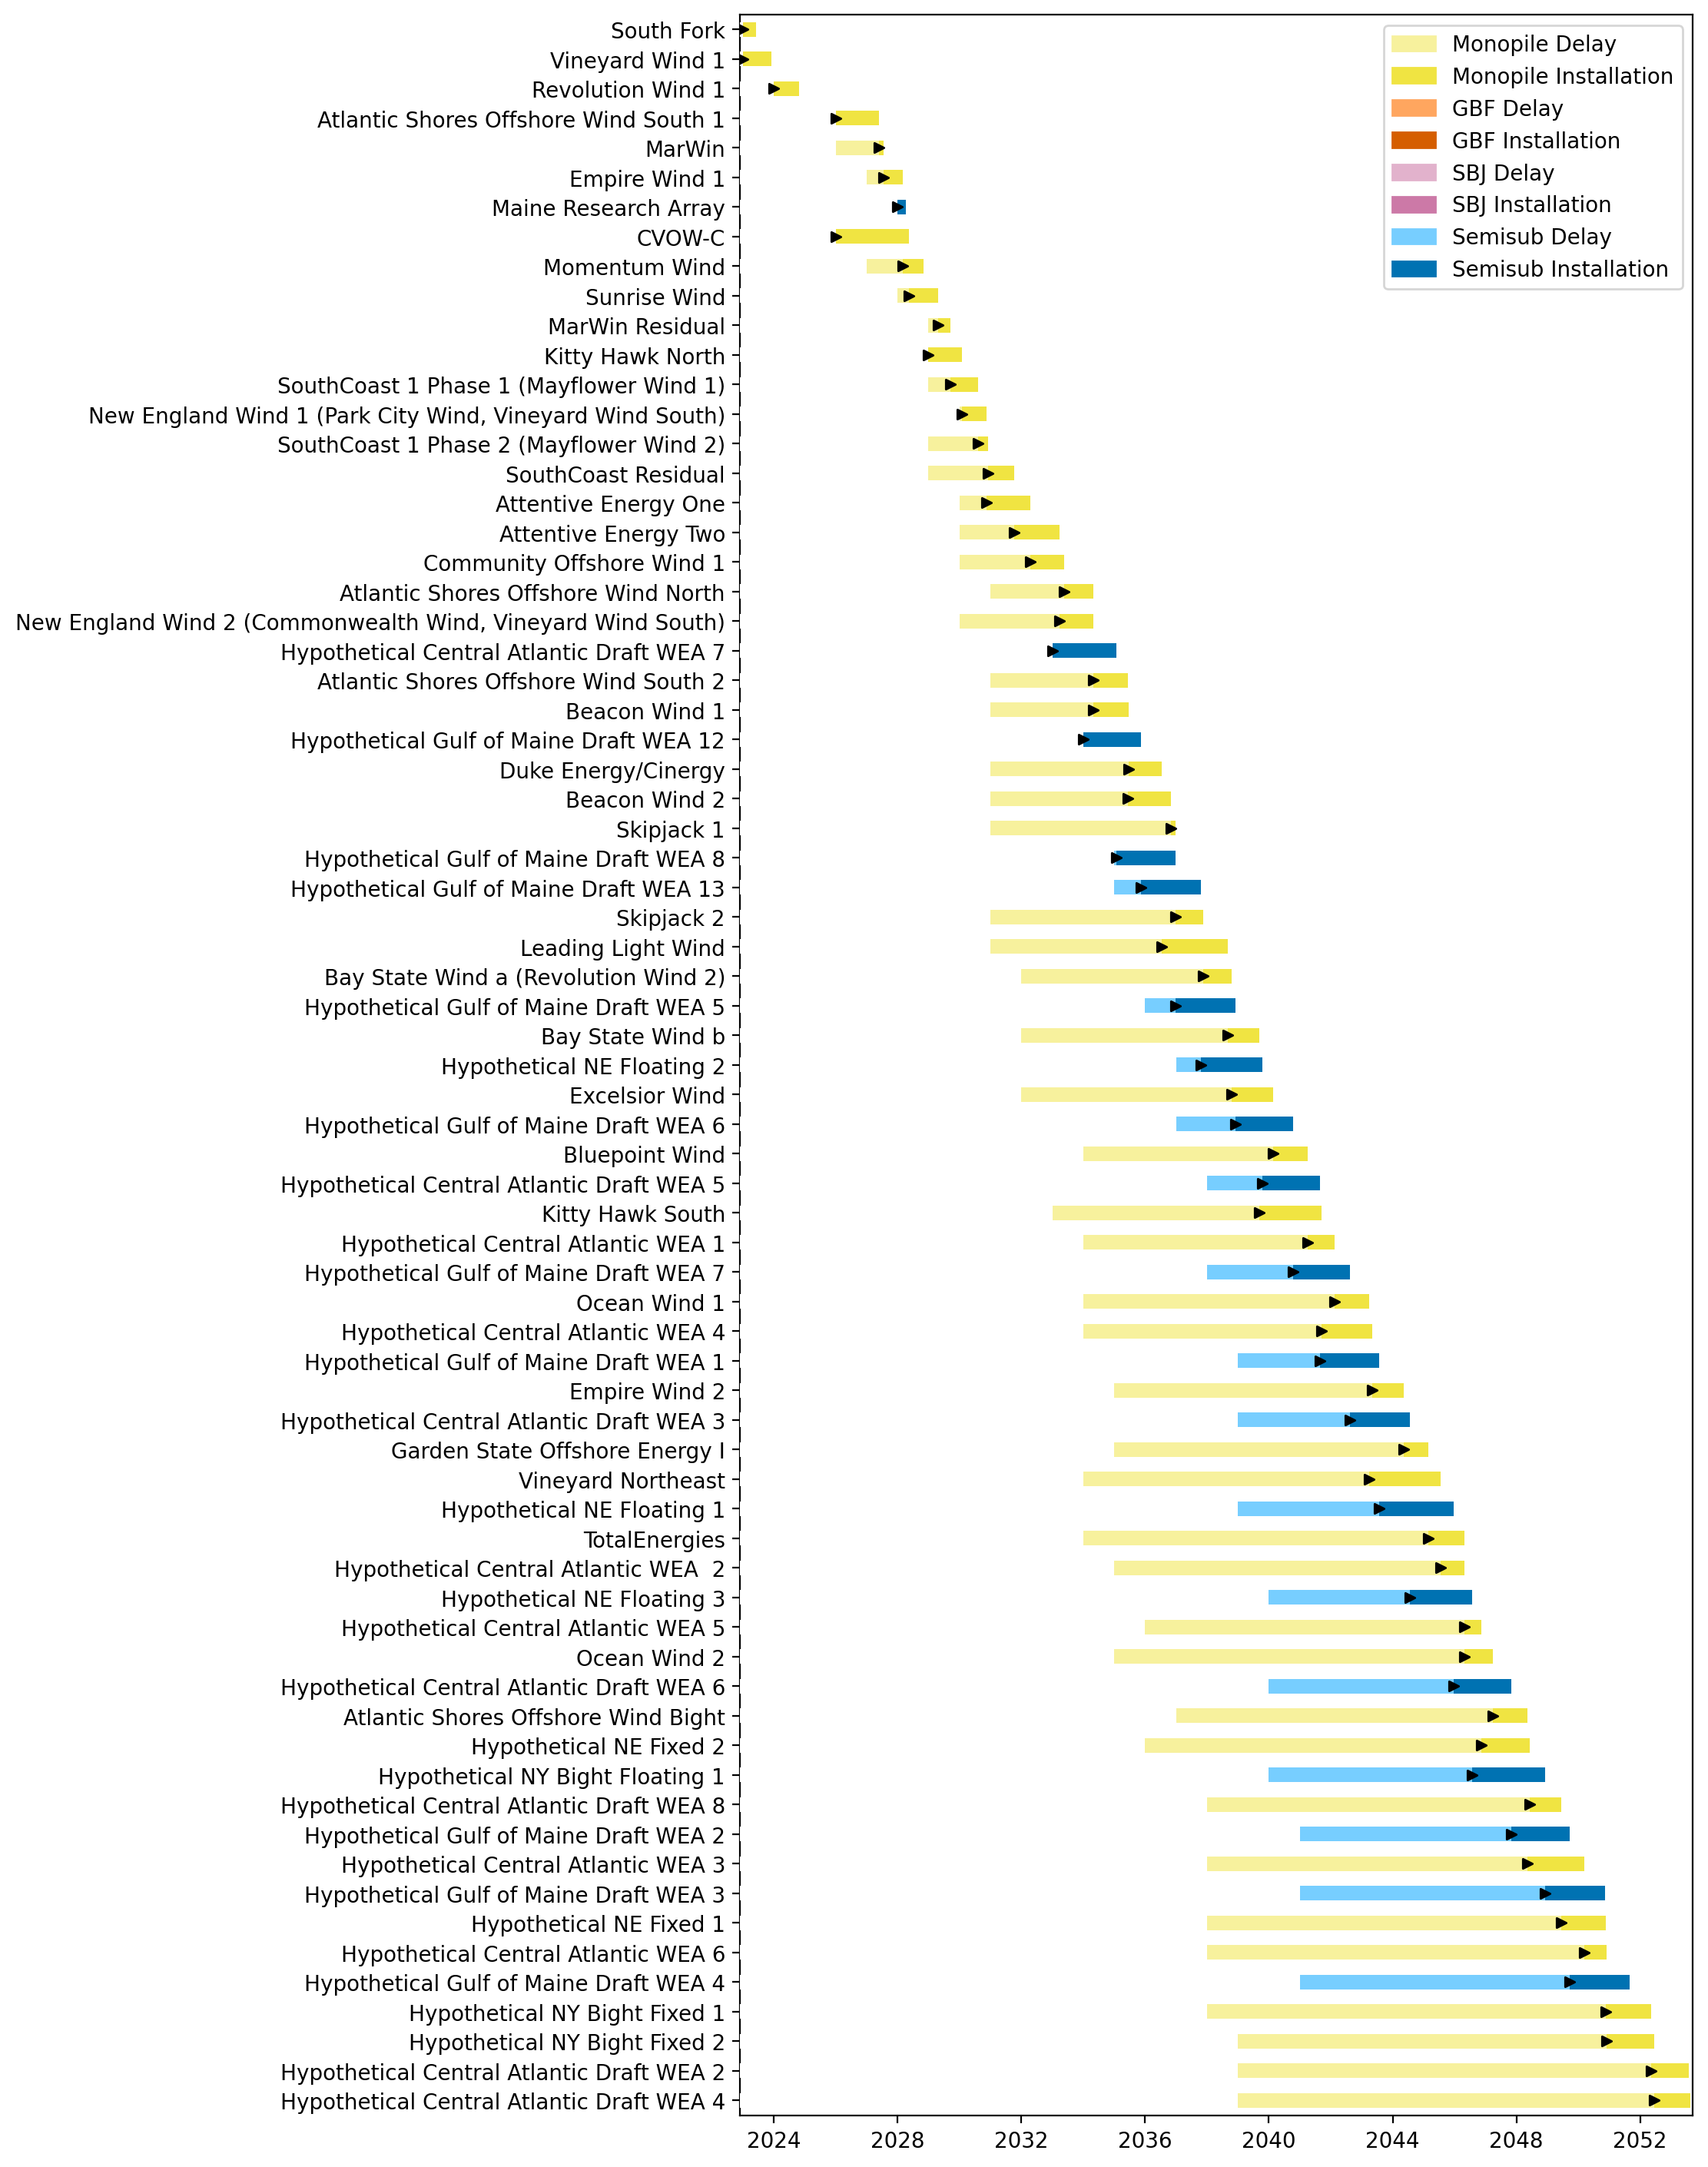 South Fork
Vineyard Wind 1
Revolution Wind 1
Atlantic Shores Offshore Wind South 1
MarWin
Empire Wind 1
Maine Research Array
CVOW-C
Momentum Wind
Sunrise Wind
MarWin Residual
Kitty Hawk North
SouthCoast 1 Phase 1 (Mayflower Wind 1)
New England Wind 1 (Park City Wind, Vineyard Wind South)
SouthCoast 1 Phase 2 (Mayflower Wind 2)
SouthCoast Residual
Attentive Energy One
Attentive Energy Two
Community Offshore Wind 1
Atlantic Shores Offshore Wind North
New England Wind 2 (Commonwealth Wind, Vineyard Wind South)
Hypothetical Central Atlantic Draft WEA 7
Atlantic Shores Offshore Wind South 2
Beacon Wind 1
Hypothetical Gulf of Maine Draft WEA 12
Duke Energy/Cinergy
Beacon Wind 2
Skipjack 1
Hypothetical Gulf of Maine Draft WEA 8
Hypothetical Gulf of Maine Draft WEA 13
Skipjack 2
Leading Light Wind
Bay State Wind a (Revolution Wind 2)
Hypothetical Gulf of Maine Draft WEA 5
Bay State Wind b
Hypothetical NE Floating 2
Excelsior Wind
Hypothetical Gulf of Maine Draft WEA 6
Bluepoint Wind
Hypothetical Central Atlantic Draft WEA 5
Kitty Hawk South
Hypothetical Central Atlantic WEA 1
Hypothetical Gulf of Maine Draft WEA 7
Ocean Wind 1
Hypothetical Central Atlantic WEA 4
Hypothetical Gulf of Maine Draft WEA 1
Empire Wind 2
Hypothetical Central Atlantic Draft WEA 3
Garden State Offshore Energy I
Vineyard Northeast
Hypothetical NE Floating 1
TotalEnergies
Hypothetical Central Atlantic WEA  2
Hypothetical NE Floating 3
Hypothetical Central Atlantic WEA 5
Ocean Wind 2
Hypothetical Central Atlantic Draft WEA 6
Atlantic Shores Offshore Wind Bight
Hypothetical NE Fixed 2
Hypothetical NY Bight Floating 1
Hypothetical Central Atlantic Draft WEA 8
Hypothetical Gulf of Maine Draft WEA 2
Hypothetical Central Atlantic WEA 3
Hypothetical Gulf of Maine Draft WEA 3
Hypothetical NE Fixed 1
Hypothetical Central Atlantic WEA 6
Hypothetical Gulf of Maine Draft WEA 4
Hypothetical NY Bight Fixed 1
Hypothetical NY Bight Fixed 2
Hypothetical Central Atlantic Draft WEA 2
Hypothetical Central Atlantic Draft WEA 4
Monopile Delay
Monopile Installation
GBF Delay
GBF Installation
SBJ Delay
SBJ Installation
Semisub Delay
Semisub Installation
2024 2028 2032 2036 2040 2044 2048 2052